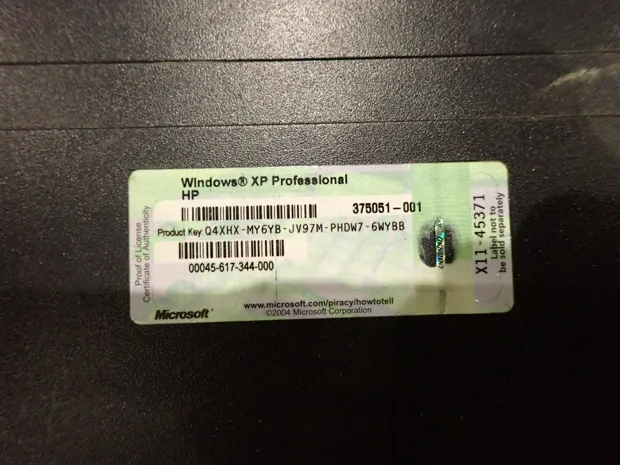 Windows® XP Professional
HP
375051-001
Product Key: Q4XHX-MY6YB-JV97M-PHDW7-6WYBB
00045-617-344-000
www.microsoft.com/piracy/howtotell
©2004 Microsoft Corporation
Microsoft®
Proof of License
Certificate of Authenticity
X11-45371
Label not to
be sold separately